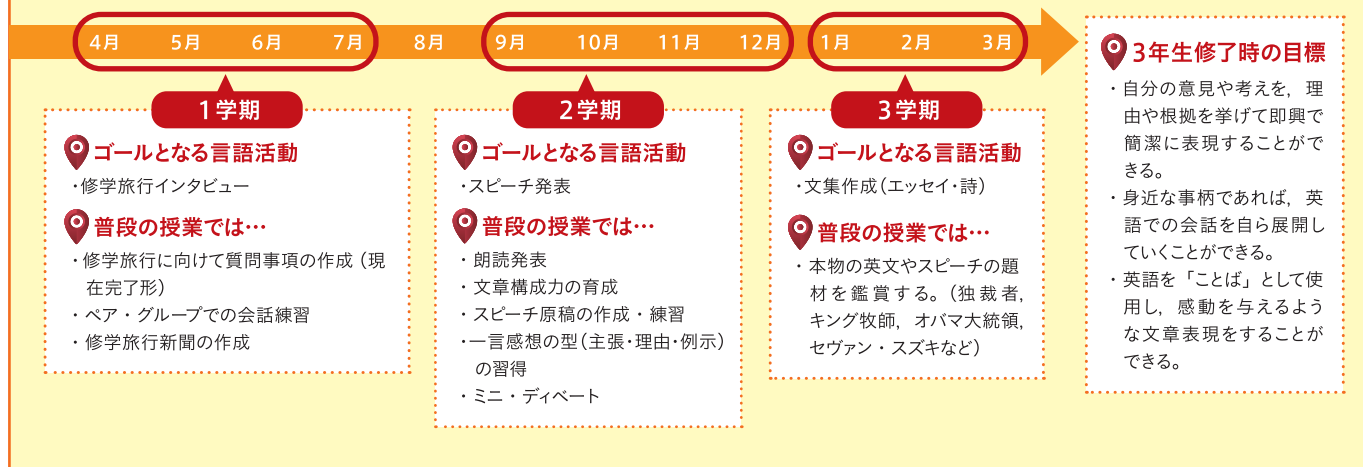 4月 5月 6月 7月 8月 9月 10月 11月 12月 1月 2月 3月
1学期
ゴールとなる言語活動
・修学旅行インタビュー
普段の授業では…
・修学旅行に向けて質問事項の作成（現
在完了形）
・ペア・グループでの会話練習
・修学旅行新聞の作成
2学期
ゴールとなる言語活動
・スピーチ発表
普段の授業では…
・朗読発表
・文章構成力の育成
・スピーチ原稿の作成・練習
・一言感想の型（主張・理由・例示）
の習得
・ミニ・ディベート
3学期
ゴールとなる言語活動
・文集作成（エッセイ・詩）
普段の授業では…
・本物の英文やスピーチの題
材を鑑賞する。（独裁者，
キング牧師，オバマ大統領，
セヴァン・スズキなど）
3年生修了時の目標
・自分の意見や考えを，理
由や根拠を挙げて即興で
簡潔に表現することがで
きる。
・身近な事柄であれば，英
語での会話を自ら展開し
ていくことができる。
・英語を「ことば」として使
用し，感動を与えるよう
な文章表現をすることが
できる。